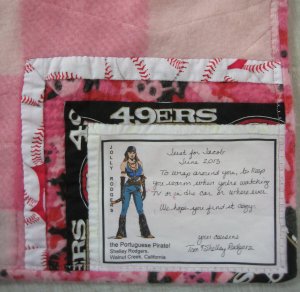 49ERS
49ERS
JOLLY RODGERS
Just for Jacob
June 2013
To wrap around you, to keep
you warm when you're watching
TV or in the car, or where ever.
We hope you find it cozy!
your cousins
Tom & Shelley Rodgers
the Portuguese Pirate!
Shelley Rodgers,
Walnut Creek, California